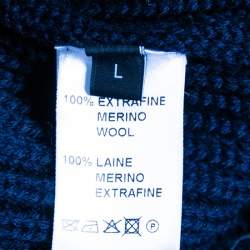 L
100% EXTRAFINE
MERINO
WOOL
100% LAINE
MERINO
EXTRAFINE
P